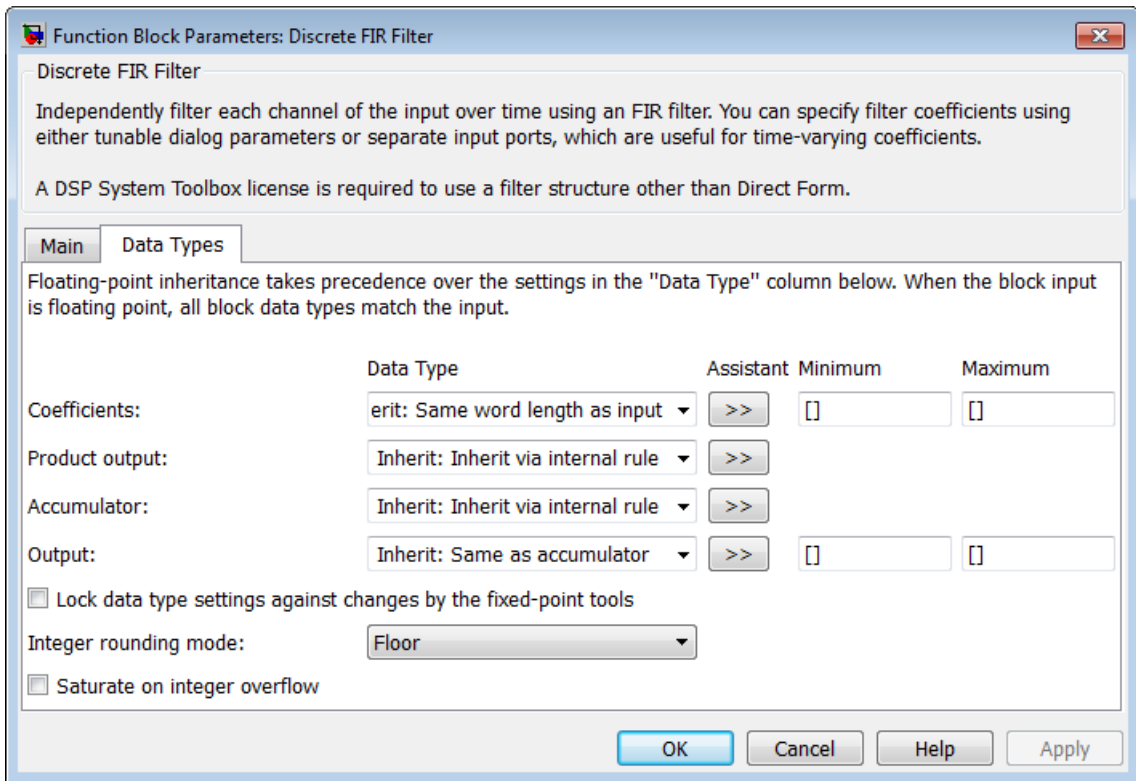 Function Block Parameters: Discrete FIR Filter
Discrete FIR Filter
Independently filter each channel of the input over time using an FIR filter. You can specify filter coefficients using
either tunable dialog parameters or separate input ports, which are useful for time-varying coefficients.
A DSP System Toolbox license is required to use a filter structure other than Direct Form.
Main Data Types
Floating-point inheritance takes precedence over the settings in the "Data Type" column below. When the block input
is floating point, all block data types match the input.
Data Type Assistant Minimum Maximum
Coefficients: erit: Same word length as input >> [] []
Product output: Inherit: Inherit via internal rule >>
Accumulator: Inherit: Inherit via internal rule >>
Output: Inherit: Same as accumulator >> [] []
Lock data type settings against changes by the fixed-point tools
Integer rounding mode: Floor
Saturate on integer overflow
OK Cancel Help Apply